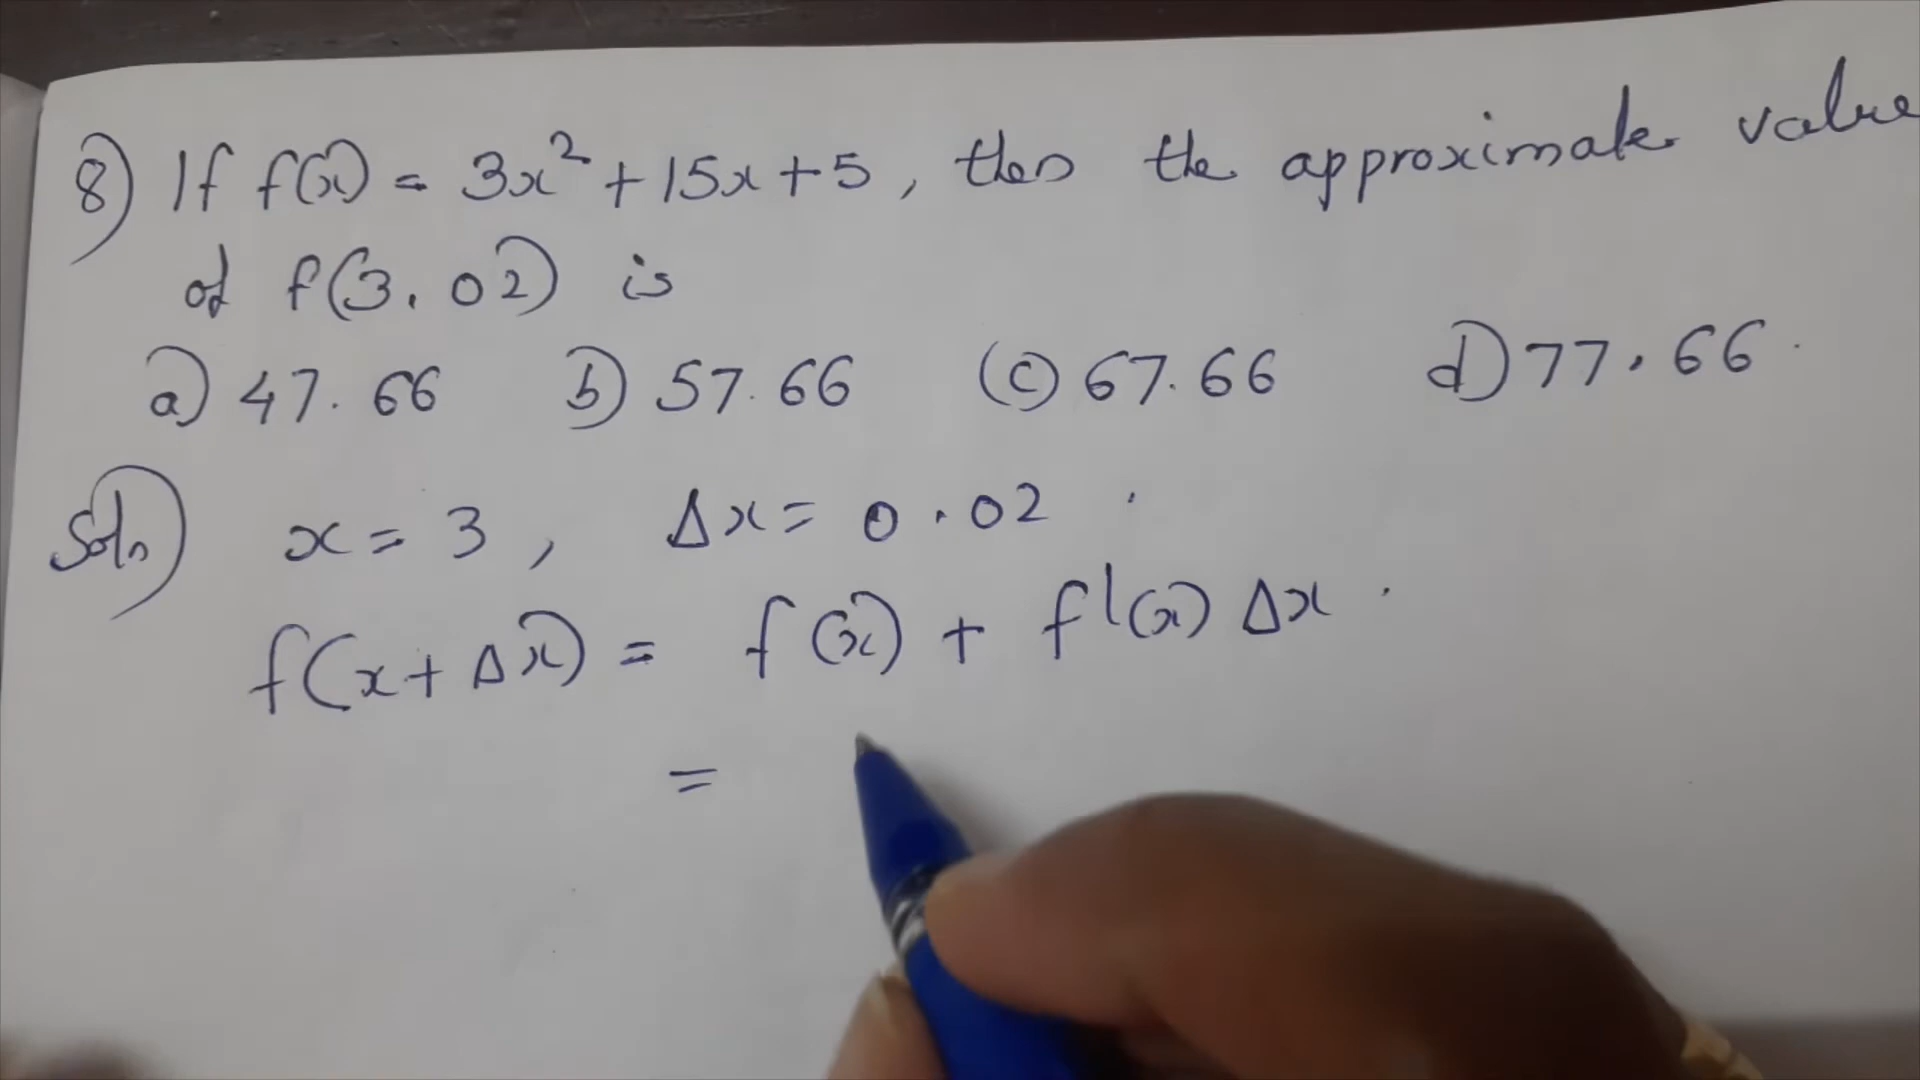 8) If f(x) = 3x² + 15x + 5, then the approximate value
of f(3.02) is
a) 47.66 b) 57.66 (c) 67.66 d) 77.66.
Soln) x = 3, Δx = 0.02.
f(x + Δx) = f(x) + f'(x) Δx.
=